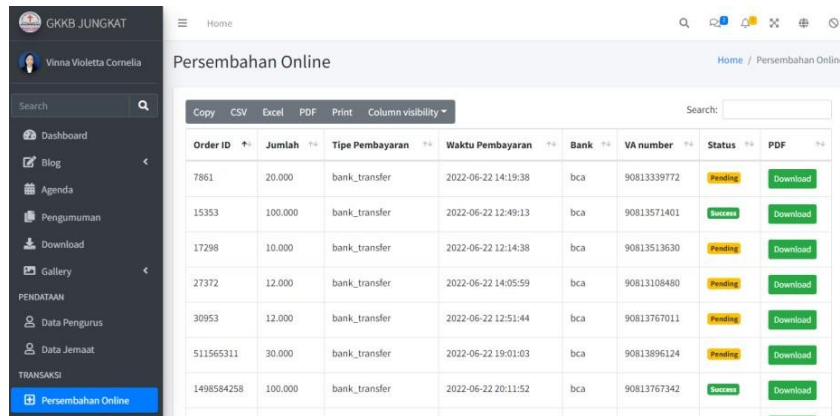 GKKB JUNGKAT
Home
2
Vinna Violetta Cornelia
Persembahan Online
Home / Persembahan Onlin
Search
Copy CSV Excel PDF Print Column visibility
Search:
Dashboard
Blog
Agenda
Pengumuman
Download
Gallery
PENDATAAN
Data Pengurus
Data Jemaat
TRANSAKSI
Persembahan Online
Order ID Jumlah Tipe Pembayaran Waktu Pembayaran Bank VA number Status PDF
7861 20.000 bank_transfer 2022-06-22 14:19:38 bca 90813339772 Pending Download
15353 100.000 bank_transfer 2022-06-22 12:49:13 bca 90813571401 Success Download
17298 10.000 bank_transfer 2022-06-22 12:14:38 bca 90813513630 Pending Download
27372 12.000 bank_transfer 2022-06-22 14:05:59 bca 90813108480 Pending Download
30953 12.000 bank_transfer 2022-06-22 12:51:44 bca 90813767011 Pending Download
511565311 30.000 bank_transfer 2022-06-22 19:01:03 bca 90813896124 Pending Download
1498584258 100.000 bank_transfer 2022-06-22 20:11:52 bca 90813767342 Success Download